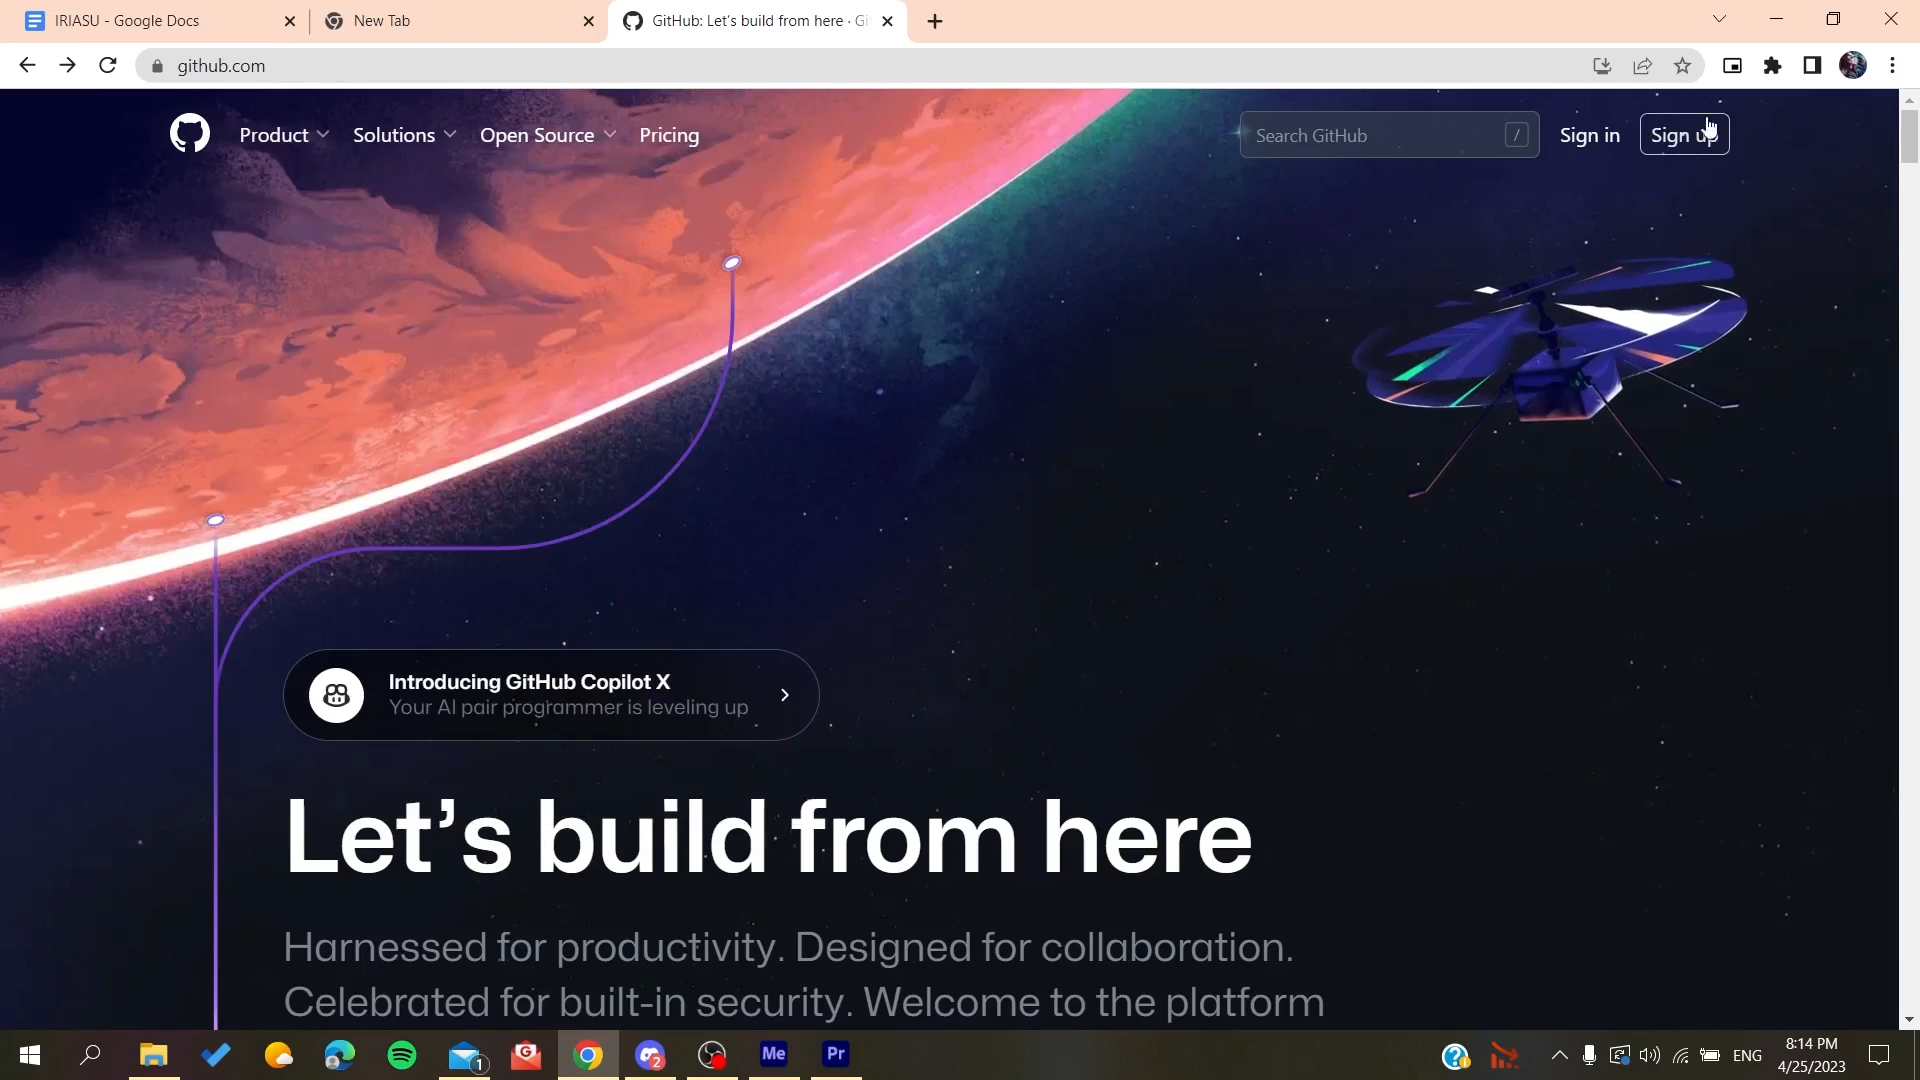 IRIASU - Google Docs
New Tab
GitHub: Let's build from here · Gi
github.com
Product
Solutions
Open Source
Pricing
Search GitHub
/
Sign in
Sign up
Introducing GitHub Copilot X
Your AI pair programmer is leveling up
Let's build from here
Harnessed for productivity. Designed for collaboration.
Celebrated for built-in security. Welcome to the platform
1
G
2
Me
Pr
ENG
8:14 PM
4/25/2023